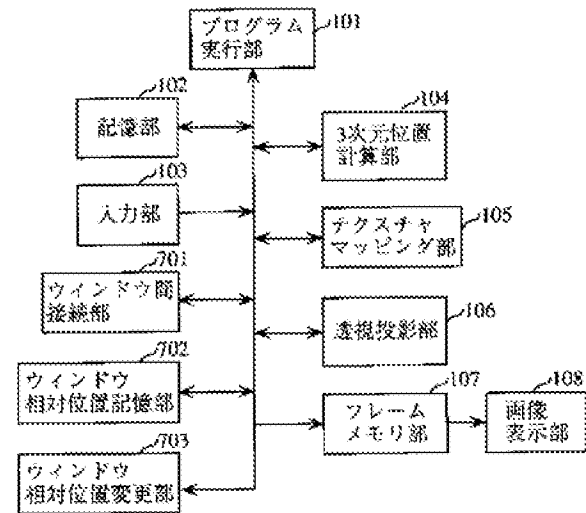 101
プログラム
実行部
102
記憶部
104
3次元位置
計算部
103
入力部
105
テクスチャ
マッピング部
701
ウィンドウ間
接続部
106
透視投影部
702
ウィンドウ
相対位置記憶部
107
フレーム
メモリ部
108
画像
表示部
703
ウィンドウ
相対位置変更部